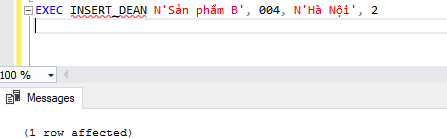 EXEC INSERT_DEAN N'Sản phẩm B', 004, N'Hà Nội', 2
100 %
Messages
(1 row affected)